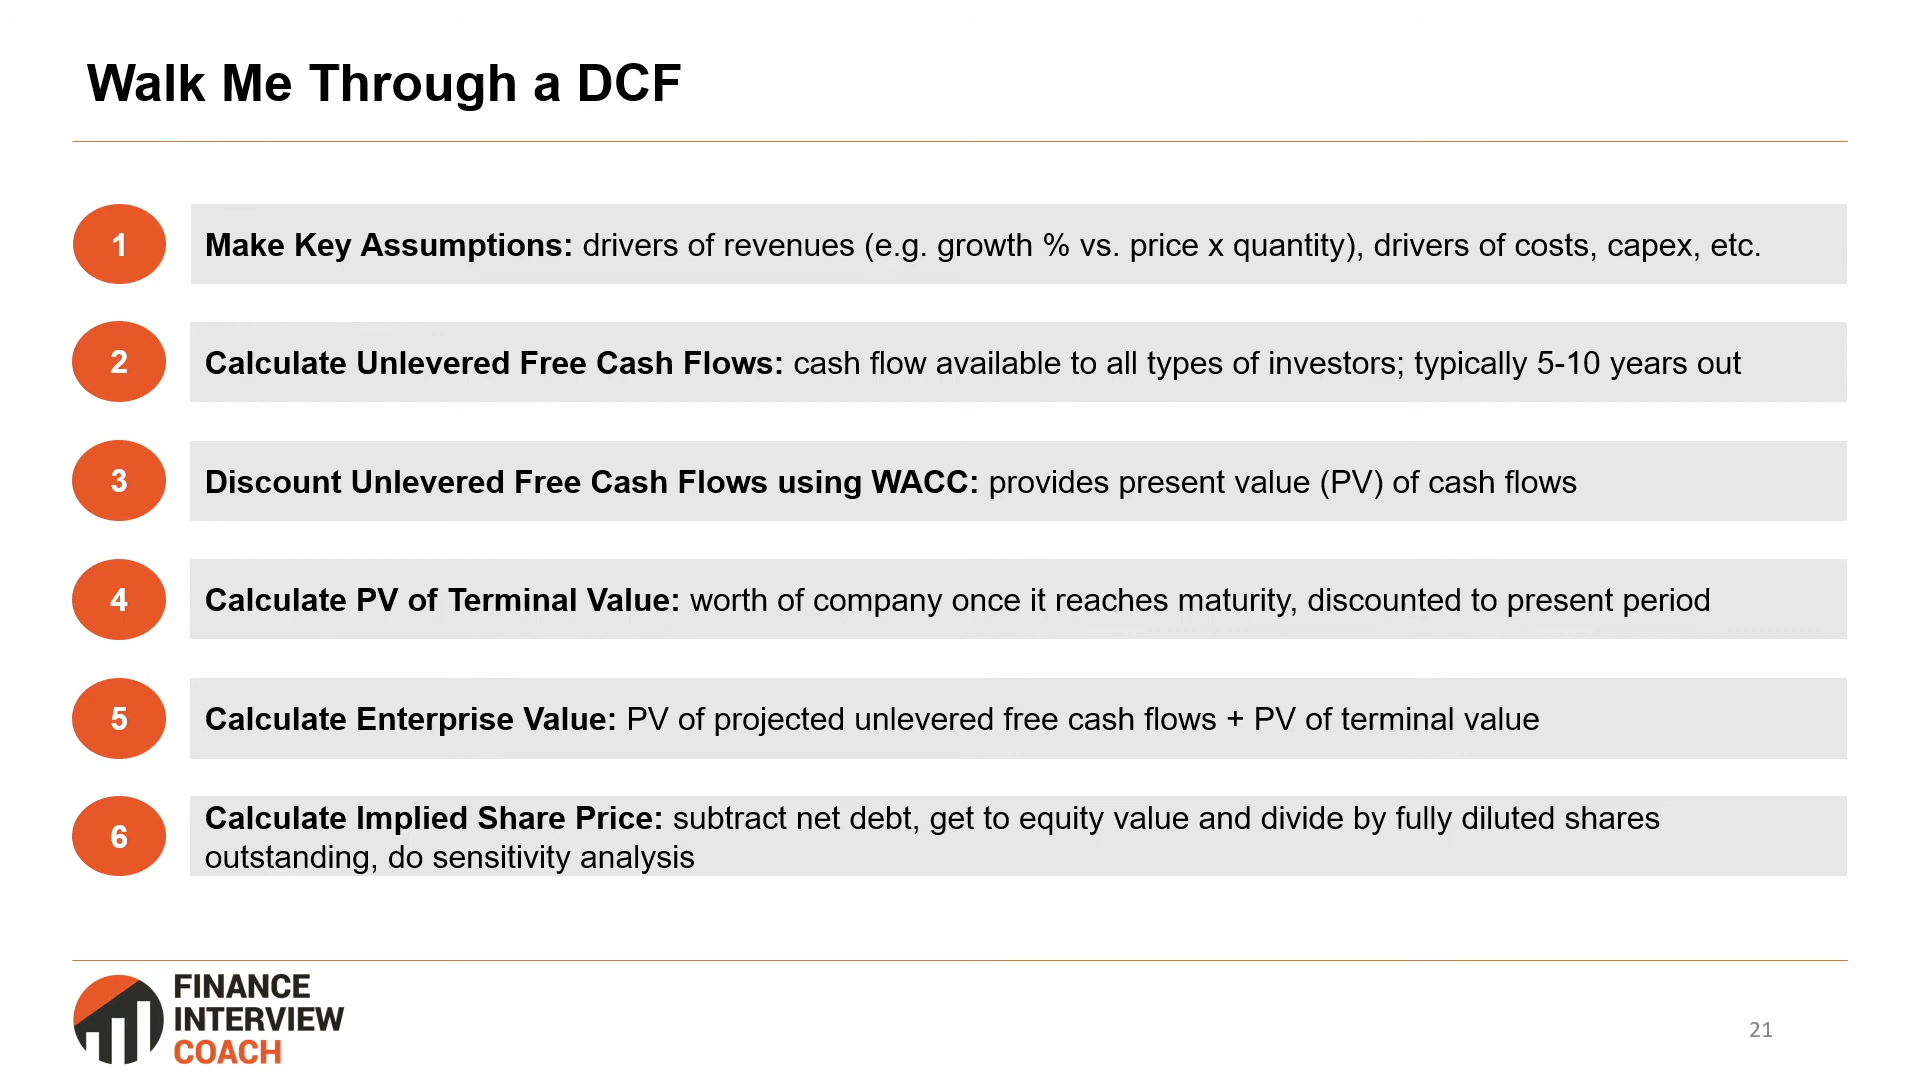 Walk Me Through a DCF
1
Make Key Assumptions: drivers of revenues (e.g. growth % vs. price x quantity), drivers of costs, capex, etc.
2
Calculate Unlevered Free Cash Flows: cash flow available to all types of investors; typically 5-10 years out
3
Discount Unlevered Free Cash Flows using WACC: provides present value (PV) of cash flows
4
Calculate PV of Terminal Value: worth of company once it reaches maturity, discounted to present period
5
Calculate Enterprise Value: PV of projected unlevered free cash flows + PV of terminal value
6
Calculate Implied Share Price: subtract net debt, get to equity value and divide by fully diluted shares
outstanding, do sensitivity analysis
FINANCE
INTERVIEW
COACH
21